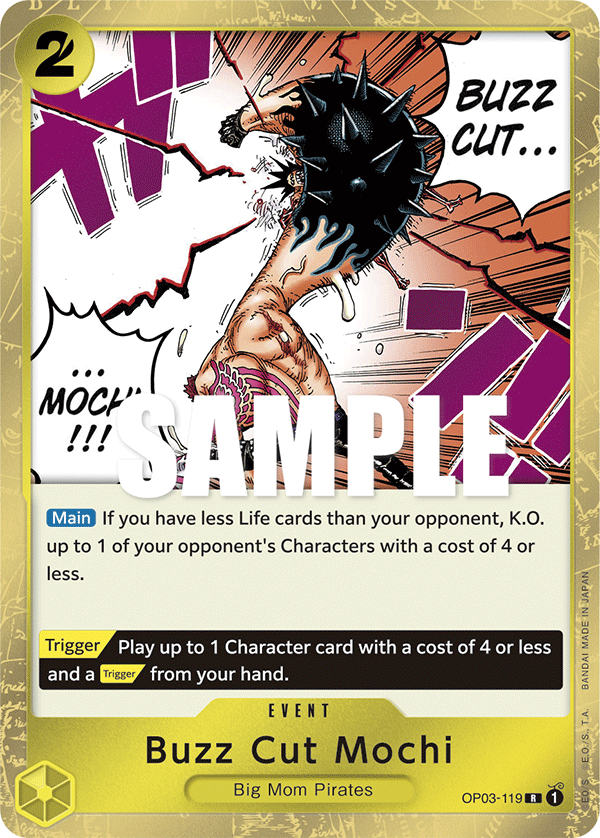 2
BUZZ
CUT...
...
MOCHI
!!!
SAMPLE
Main If you have less Life cards than your opponent, K.O.
up to 1 of your opponent's Characters with a cost of 4 or
less.
Trigger Play up to 1 Character card with a cost of 4 or less
and a Trigger from your hand.
EVENT
Buzz Cut Mochi
Big Mom Pirates
OP03-119 R 1
©E.O./S, T.A. BANDAI MADE IN JAPAN